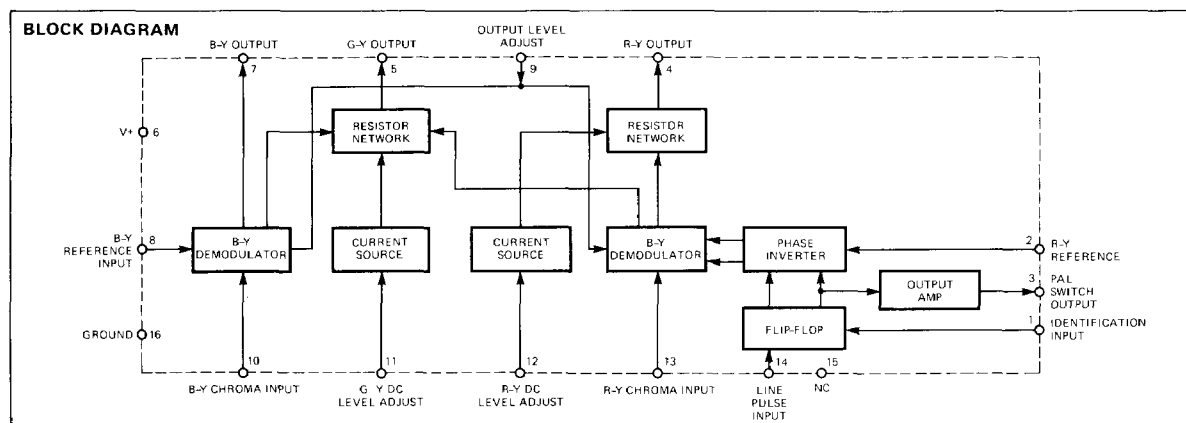 BLOCK DIAGRAM
B–Y OUTPUT
7
G–Y OUTPUT
5
OUTPUT LEVEL
ADJUST
9
R–Y OUTPUT
4
V+
6
RESISTOR
NETWORK
RESISTOR
NETWORK
B–Y
REFERENCE
INPUT
8
B–Y
DEMODULATOR
CURRENT
SOURCE
CURRENT
SOURCE
B–Y
DEMODULATOR
PHASE
INVERTER
2
R–Y
REFERENCE
OUTPUT
AMP
3
PAL
SWITCH
OUTPUT
GROUND
16
FLIP-FLOP
1
IDENTIFICATION
INPUT
10
11
12
13
14
15
B–Y CHROMA INPUT
G Y DC
LEVEL ADJUST
R–Y DC
LEVEL ADJUST
R–Y CHROMA INPUT
LINE
PULSE
INPUT
NC